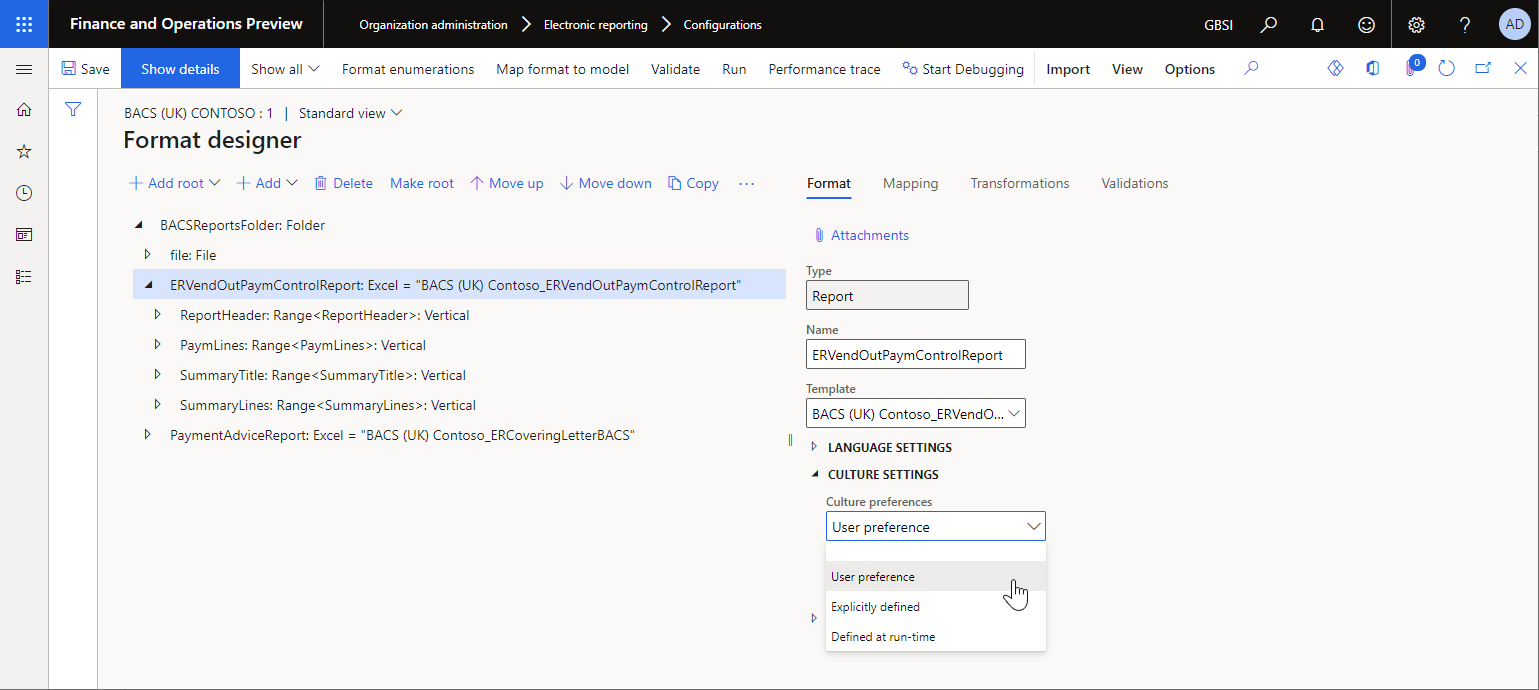 Finance and Operations Preview
Organization administration
Electronic reporting
Configurations
GBSI
?
AD
Save
Show details
Show all
Format enumerations
Map format to model
Validate
Run
Performance trace
Start Debugging
Import
View
Options
0
BACS (UK) CONTOSO : 1 | Standard view
Format designer
Add root
Add
Delete
Make root
Move up
Move down
Copy
...
BACSReportsFolder: Folder
file: File
ERVendOutPaymControlReport: Excel = "BACS (UK) Contoso_ERVendOutPaymControlReport"
ReportHeader: Range<ReportHeader>: Vertical
PaymLines: Range<PaymLines>: Vertical
SummaryTitle: Range<SummaryTitle>: Vertical
SummaryLines: Range<SummaryLines>: Vertical
PaymentAdviceReport: Excel = "BACS (UK) Contoso_ERCoveringLetterBACS"
Format
Mapping
Transformations
Validations
Attachments
Type
Report
Name
ERVendOutPaymControlReport
Template
BACS (UK) Contoso_ERVendO...
LANGUAGE SETTINGS
CULTURE SETTINGS
Culture preferences
User preference
User preference
Explicitly defined
Defined at run-time